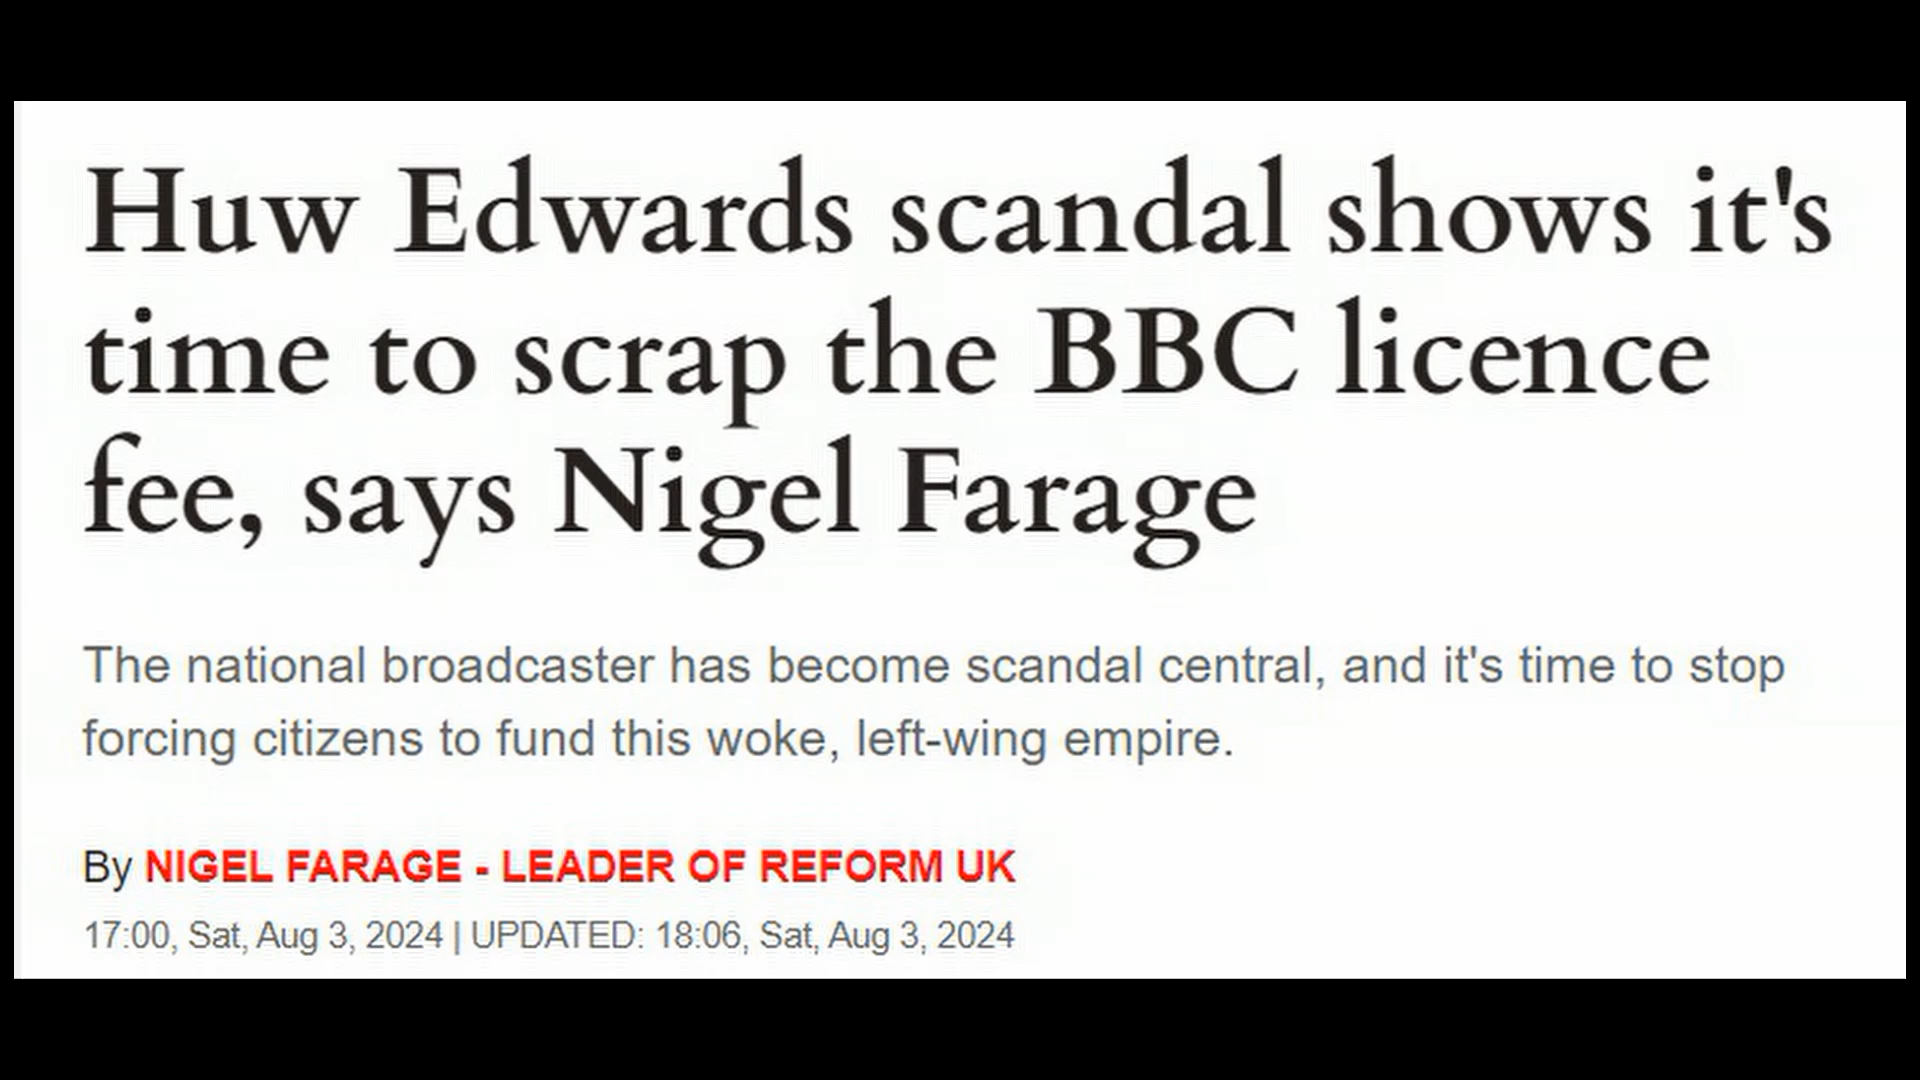 Huw Edwards scandal shows it's
time to scrap the BBC licence
fee, says Nigel Farage
The national broadcaster has become scandal central, and it's time to stop
forcing citizens to fund this woke, left-wing empire.
By NIGEL FARAGE - LEADER OF REFORM UK
17:00, Sat, Aug 3, 2024 | UPDATED: 18:06, Sat, Aug 3, 2024